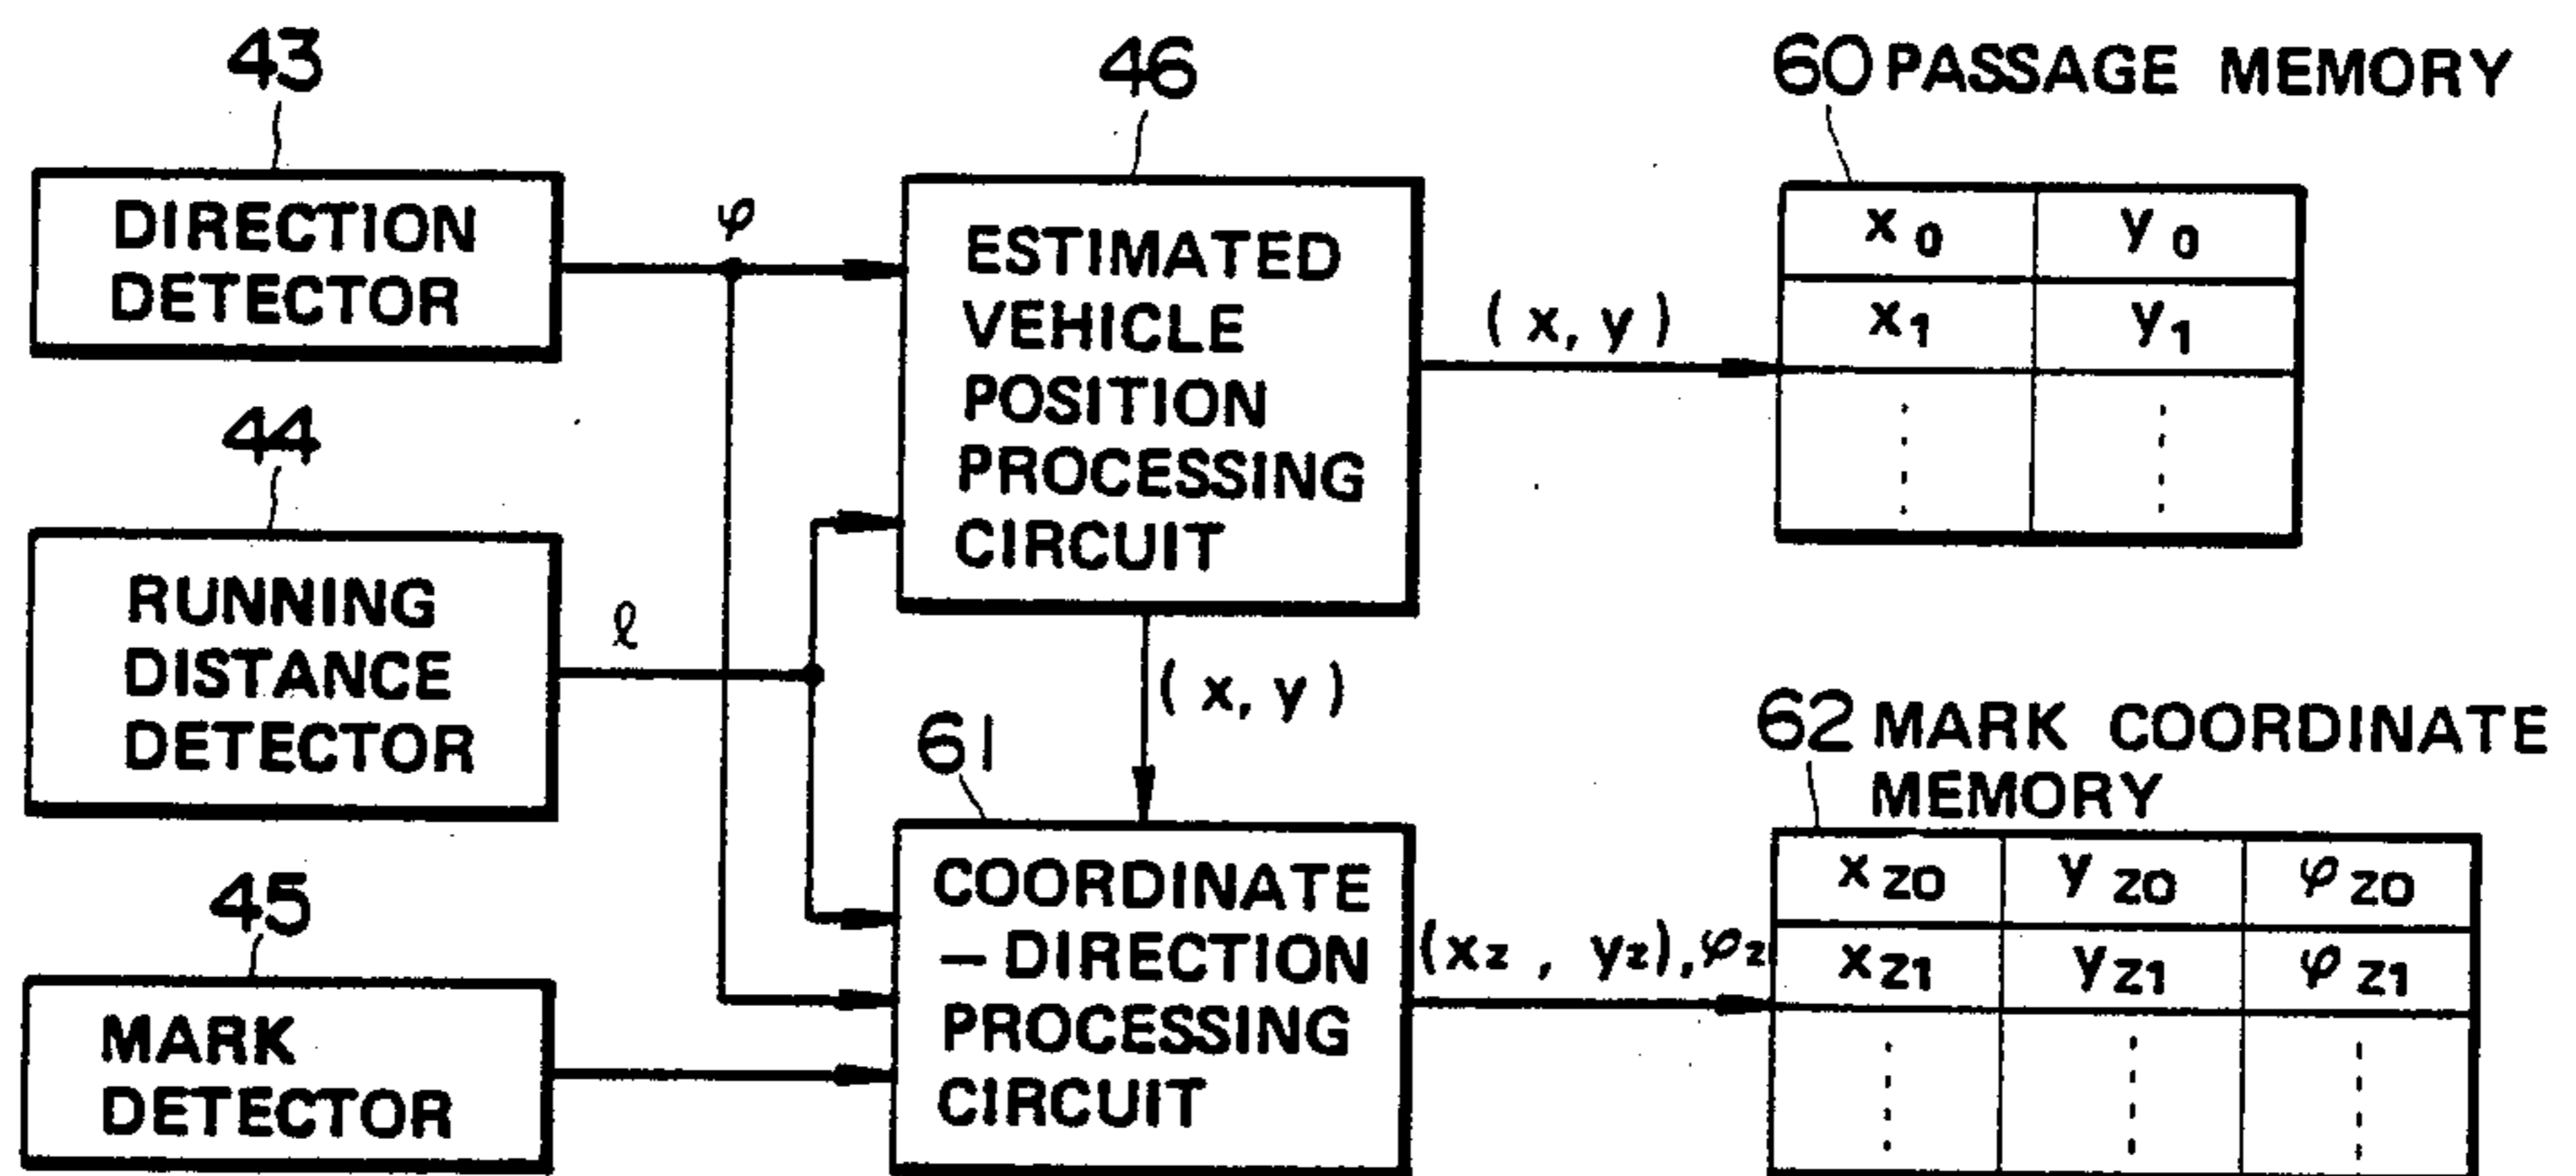 43
DIRECTION
DETECTOR
φ
46
ESTIMATED
VEHICLE
POSITION
PROCESSING
CIRCUIT
(x, y)
60 PASSAGE MEMORY
x0 y0
x1 y1
44
RUNNING
DISTANCE
DETECTOR
ℓ
(x, y)
45
MARK
DETECTOR
61
COORDINATE
-DIRECTION
PROCESSING
CIRCUIT
(xz, yz), φz
62 MARK COORDINATE
MEMORY
xz0 yz0 φz0
xz1 yz1 φz1